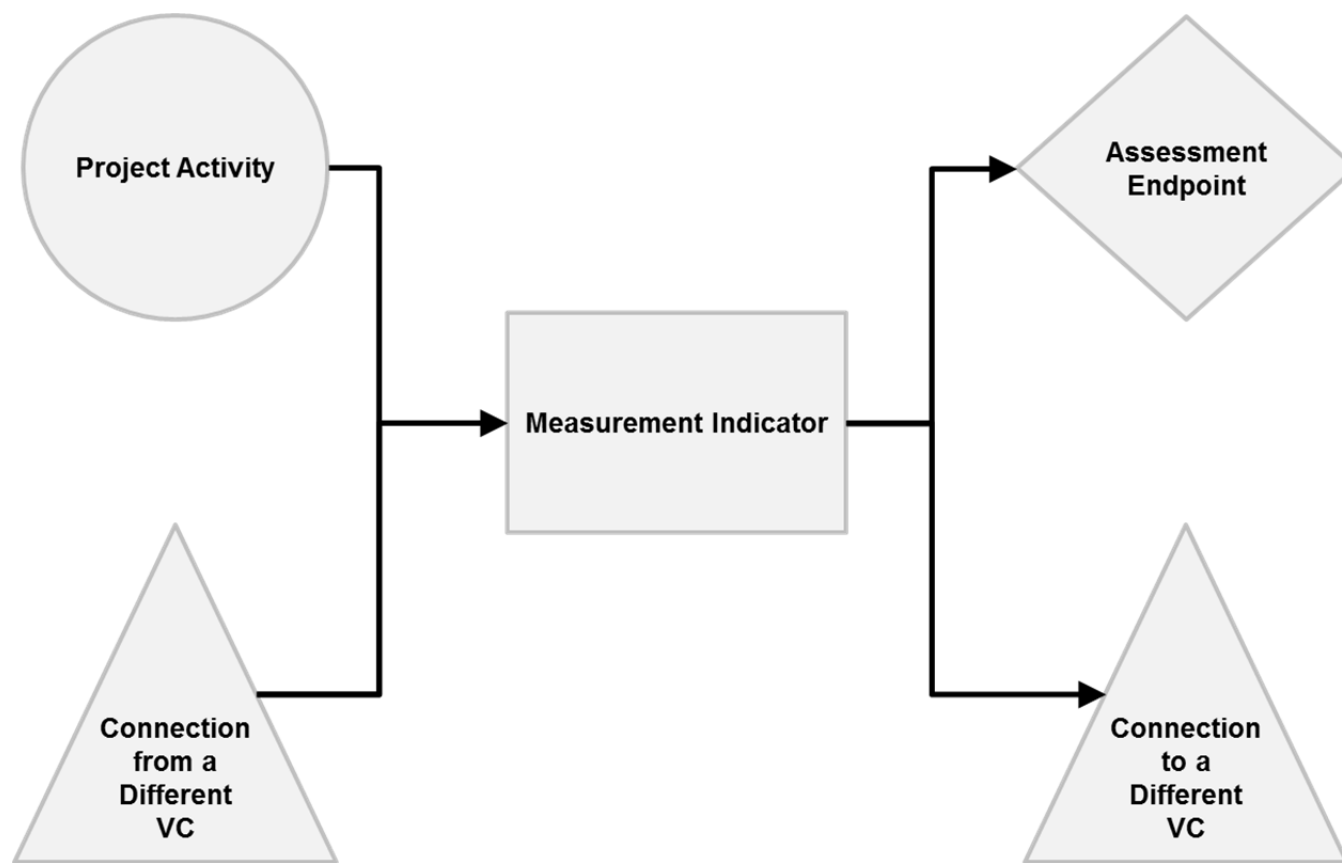 Project Activity
Assessment
Endpoint
Measurement Indicator
Connection
from a
Different
VC
Connection
to a
Different
VC